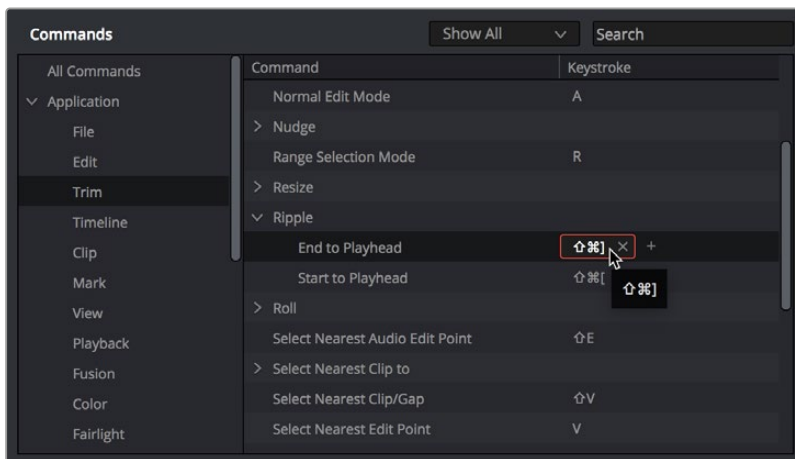 Commands
Show All
Search
All Commands
Application
File
Edit
Trim
Timeline
Clip
Mark
View
Playback
Fusion
Color
Fairlight
Command Keystroke
Normal Edit Mode A
Nudge
Range Selection Mode R
Resize
Ripple
End to Playhead ⇧⌘] × +
Start to Playhead ⇧⌘[
⇧⌘]
Roll
Select Nearest Audio Edit Point ⇧E
Select Nearest Clip to
Select Nearest Clip/Gap ⇧V
Select Nearest Edit Point V